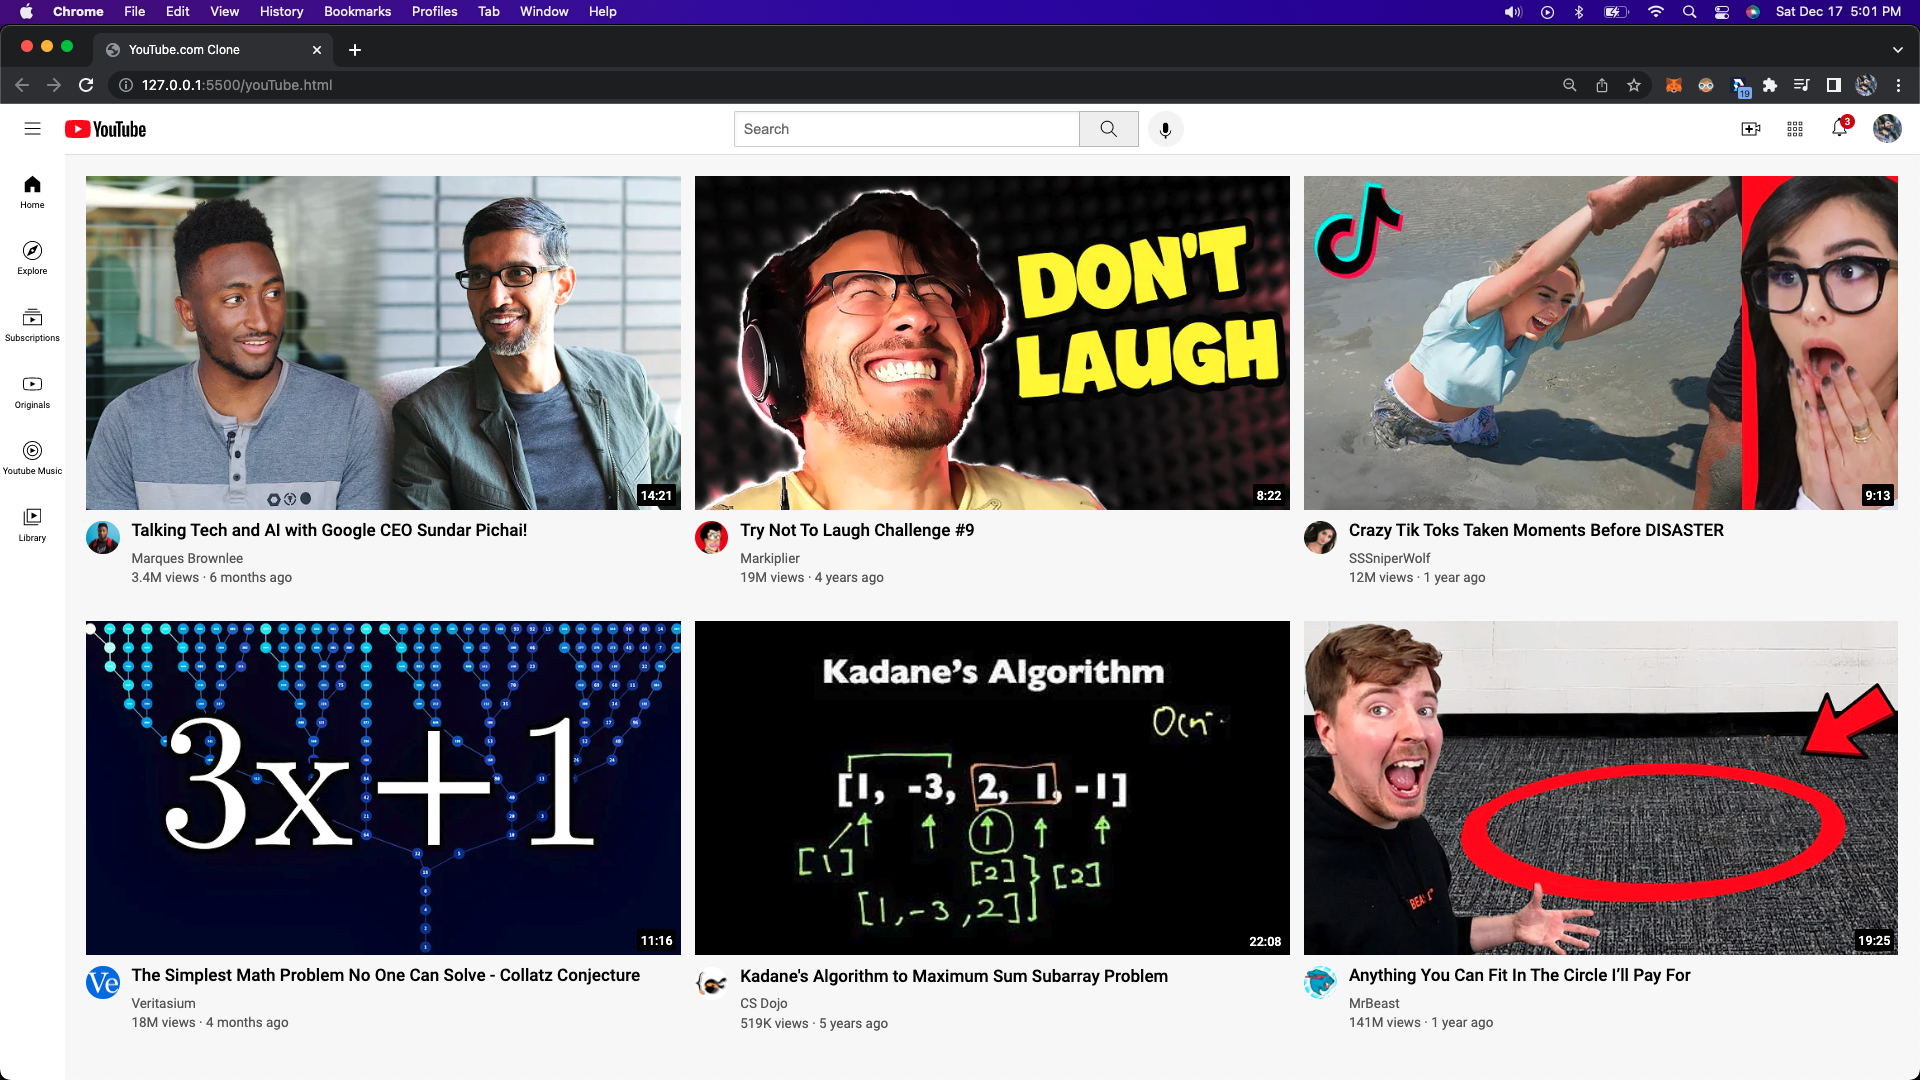 Chrome File Edit View History Bookmarks Profiles Tab Window Help Sat Dec 17 5:01 PM
YouTube.com Clone
127.0.0.1:5500/youTube.html
19
YouTube
Search
3
Home
Explore
Subscriptions
Originals
Youtube Music
Library
DON'T
LAUGH
14:21
8:22
9:13
Talking Tech and AI with Google CEO Sundar Pichai!
Marques Brownlee
3.4M views · 6 months ago
Try Not To Laugh Challenge #9
Markiplier
19M views · 4 years ago
Crazy Tik Toks Taken Moments Before DISASTER
SSSniperWolf
12M views · 1 year ago
3x+1
11:16
Kadane's Algorithm
[1, -3, 2, 1, -1]
[1]
[2]
[2]
[1,-3,2]
22:08
19:25
Ve
The Simplest Math Problem No One Can Solve - Collatz Conjecture
Veritasium
18M views · 4 months ago
Kadane's Algorithm to Maximum Sum Subarray Problem
CS Dojo
519K views · 5 years ago
Anything You Can Fit In The Circle I’ll Pay For
MrBeast
141M views · 1 year ago